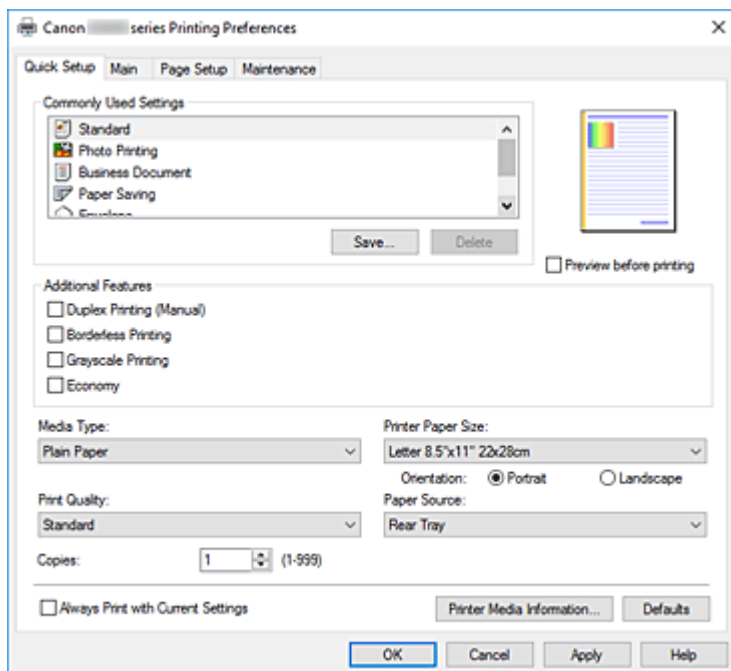 Canon series Printing Preferences
Quick Setup Main Page Setup Maintenance
Commonly Used Settings
Standard
Photo Printing
Business Document
Paper Saving
Save... Delete
Preview before printing
Additional Features
Duplex Printing (Manual)
Borderless Printing
Grayscale Printing
Economy
Media Type: Printer Paper Size:
Plain Paper Letter 8.5"x11" 22x28cm
Orientation: Portrait Landscape
Print Quality: Paper Source:
Standard Rear Tray
Copies: 1 (1-999)
Always Print with Current Settings Printer Media Information... Defaults
OK Cancel Apply Help